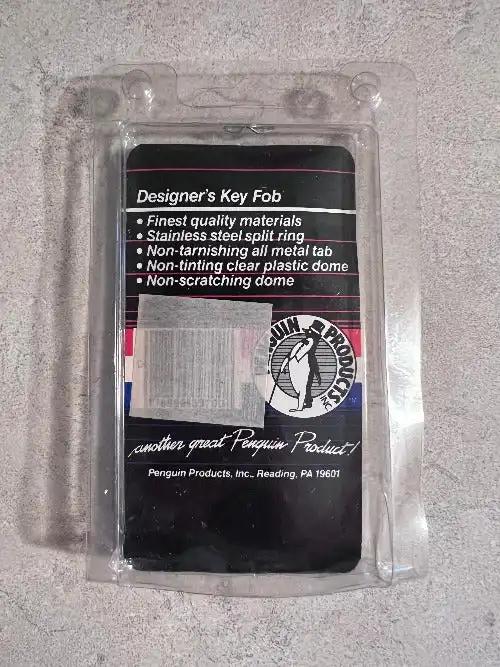 Designer's Key Fob
• Finest quality materials
• Stainless steel split ring
• Non-tarnishing all metal tab
• Non-tinting clear plastic dome
• Non-scratching dome
PENGUIN PRODUCTS, INC.
another great Penguin Product!
Penguin Products, Inc., Reading, PA 19601